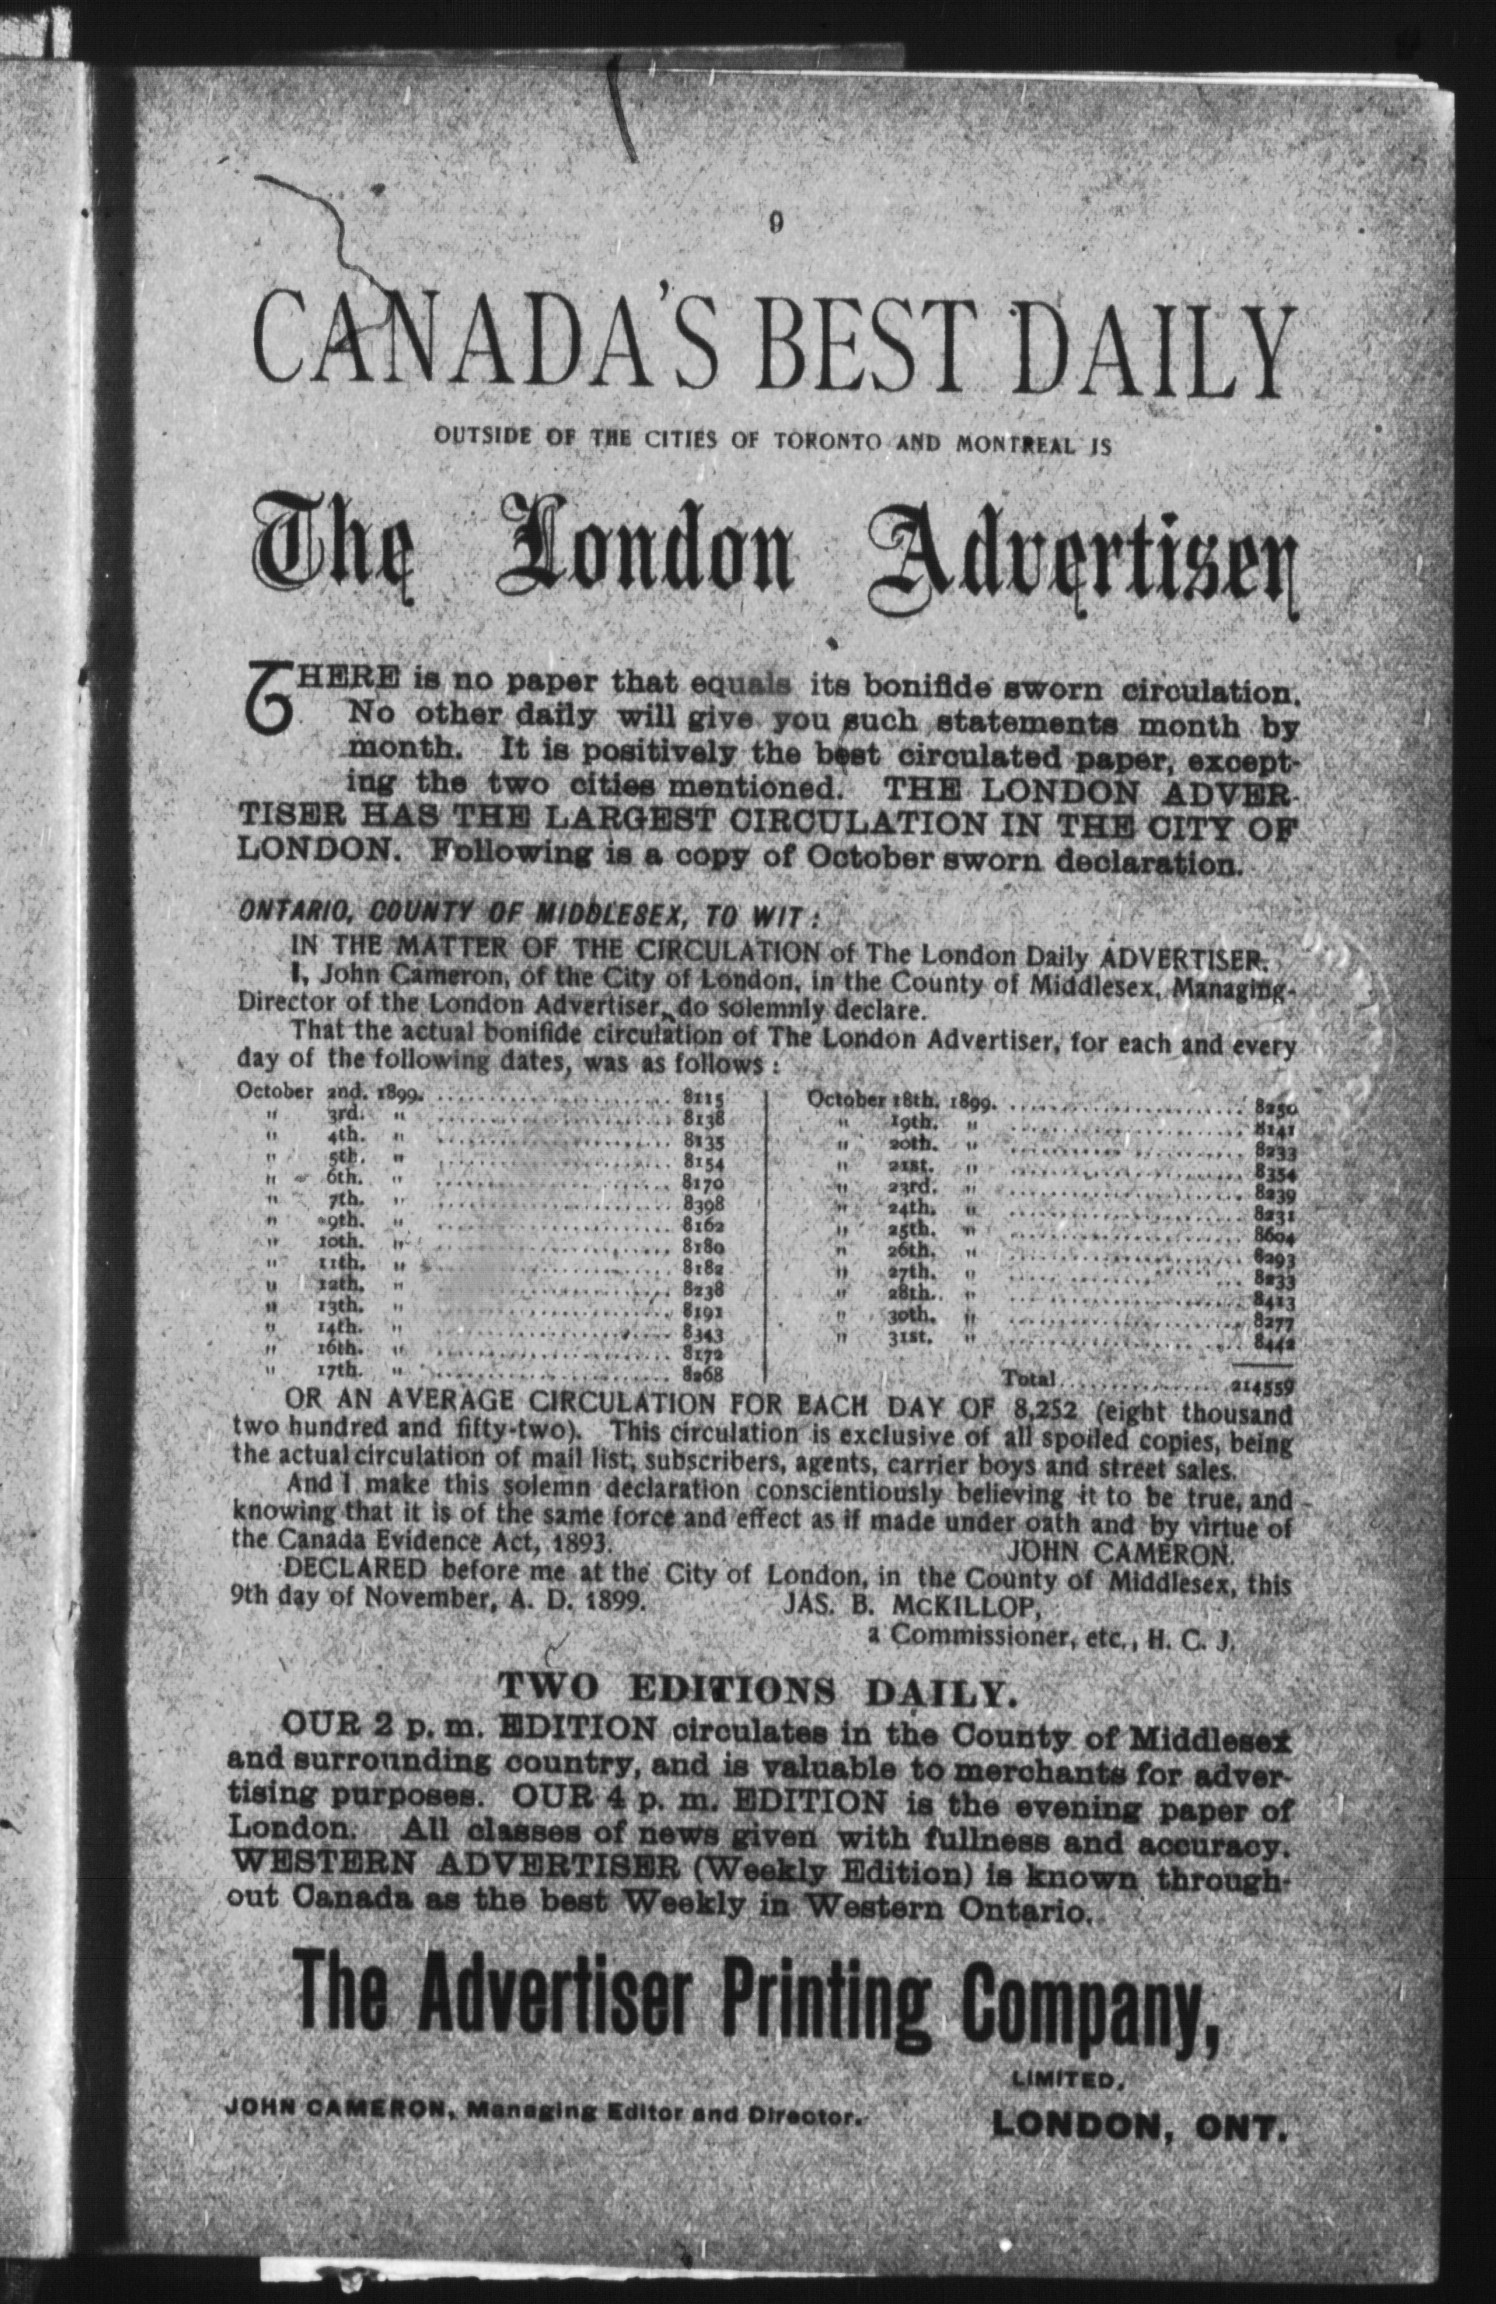 9
CANADA'S BEST DAILY
OUTSIDE OF THE CITIES OF TORONTO AND MONTREAL IS
The London Advertiser
THERE is no paper that equals its bonifide sworn circulation.
No other daily will give you such statements month by
month. It is positively the best circulated paper, except-
ing the two cities mentioned. THE LONDON ADVER-
TISER HAS THE LARGEST CIRCULATION IN THE CITY OF
LONDON. Following is a copy of October sworn declaration.
ONTARIO, COUNTY OF MIDDLESEX, TO WIT:
IN THE MATTER OF THE CIRCULATION of The London Daily ADVERTISER.
I, John Cameron, of the City of London, in the County of Middlesex, Managing-
Director of the London Advertiser, do solemnly declare.
That the actual bonifide circulation of The London Advertiser, for each and every
day of the following dates, was as follows:
October 2nd. 1899. 8115
" 3rd. " 8138
" 4th. " 8135
" 5th. " 8154
" 6th. " 8170
" 7th. " 8398
" 9th. " 8162
" 10th. " 8180
" 11th. " 8182
" 12th. " 8238
" 13th. " 8191
" 14th. " 8343
" 16th. " 8172
" 17th. " 8268
October 18th. 1899. 8250
" 19th. " 8141
" 20th. " 8233
" 21st. " 8354
" 23rd. " 8239
" 24th. " 8231
" 25th. " 8604
" 26th. " 8293
" 27th. " 8233
" 28th. " 8413
" 30th. " 8277
" 31st. " 8442
Total 214559
OR AN AVERAGE CIRCULATION FOR EACH DAY OF 8,252 (eight thousand
two hundred and fifty-two). This circulation is exclusive of all spoiled copies, being
the actual circulation of mail list, subscribers, agents, carrier boys and street sales.
And I make this solemn declaration conscientiously believing it to be true, and
knowing that it is of the same force and effect as if made under oath and by virtue of
the Canada Evidence Act, 1893. JOHN CAMERON.
DECLARED before me at the City of London, in the County of Middlesex, this
9th day of November, A. D. 1899. JAS. B. McKILLOP,
a Commissioner, etc., H. C. J.
TWO EDITIONS DAILY.
OUR 2 p. m. EDITION circulates in the County of Middlesex
and surrounding country, and is valuable to merchants for adver-
tising purposes. OUR 4 p. m. EDITION is the evening paper of
London. All classes of news given with fullness and accuracy.
WESTERN ADVERTISER (Weekly Edition) is known through-
out Canada as the best Weekly in Western Ontario.
The Advertiser Printing Company,
LIMITED,
JOHN CAMERON, Managing Editor and Director. LONDON, ONT.